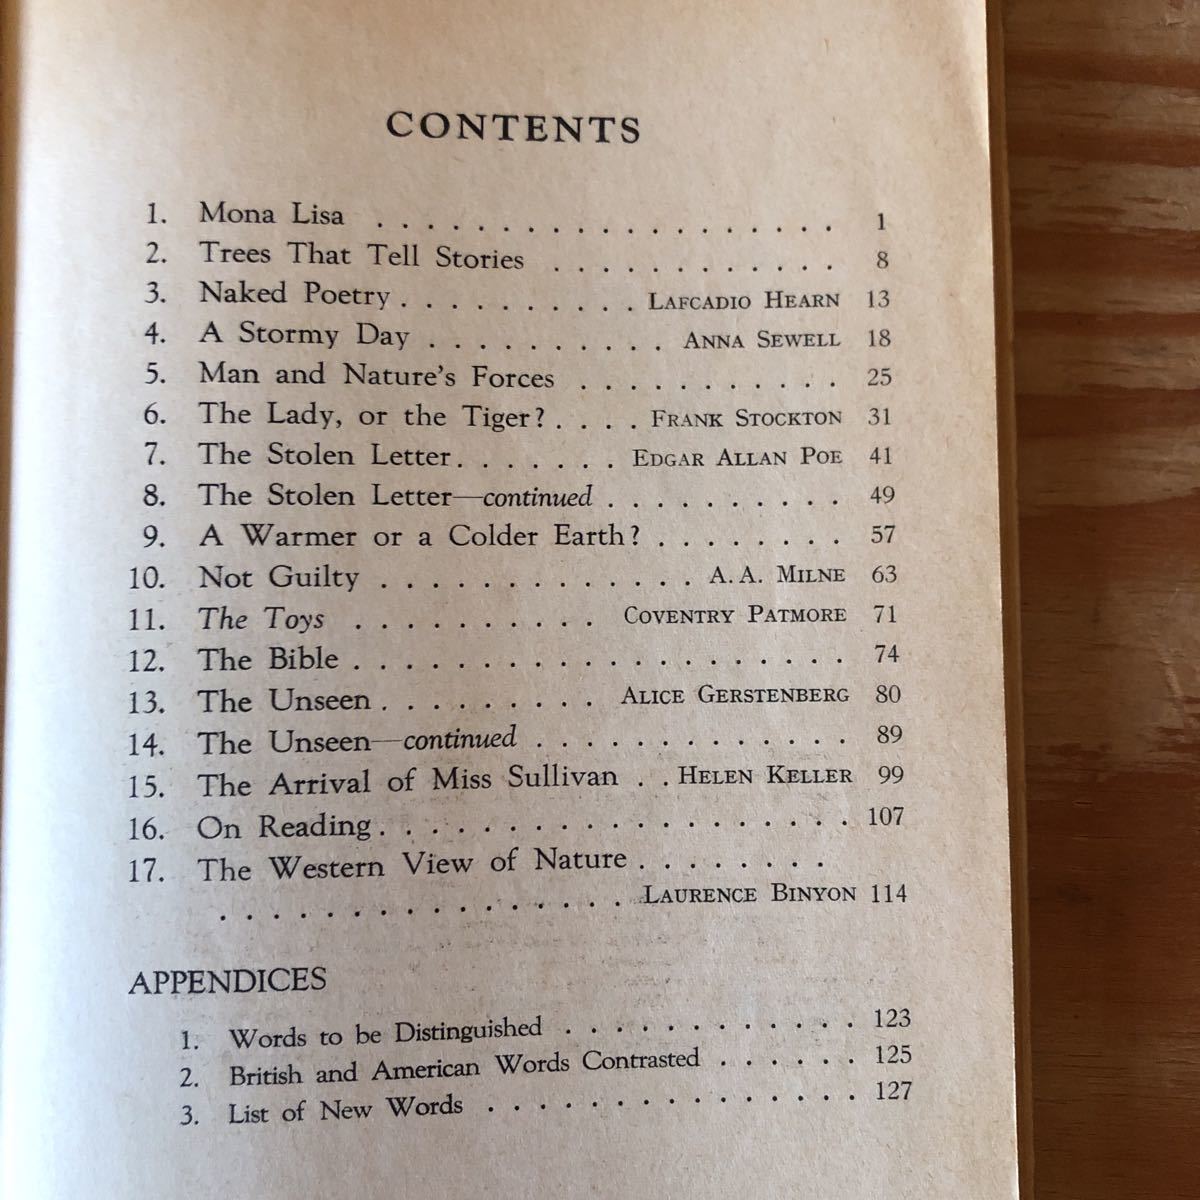 CONTENTS
1. Mona Lisa . . . . . . . . . . . . . . . . . . . 1
2. Trees That Tell Stories . . . . . . . . . . . . 8
3. Naked Poetry . . . . . . . . . . LAFCADIO HEARN 13
4. A Stormy Day . . . . . . . . . . ANNA SEWELL 18
5. Man and Nature's Forces . . . . . . . . . . . 25
6. The Lady, or the Tiger? . . . . FRANK STOCKTON 31
7. The Stolen Letter . . . . . . . EDGAR ALLAN POE 41
8. The Stolen Letter—continued . . . . . . . . . . 49
9. A Warmer or a Colder Earth? . . . . . . . . 57
10. Not Guilty . . . . . . . . . . . . . A. A. MILNE 63
11. The Toys . . . . . . . . . . COVENTRY PATMORE 71
12. The Bible . . . . . . . . . . . . . . . . . . . 74
13. The Unseen . . . . . . . . . ALICE GERSTENBERG 80
14. The Unseen—continued . . . . . . . . . . . . 89
15. The Arrival of Miss Sullivan . . HELEN KELLER 99
16. On Reading . . . . . . . . . . . . . . . . . . . 107
17. The Western View of Nature . . . . . . . .
. . . . . . . . . . . . . . . . LAURENCE BINYON 114
APPENDICES
1. Words to be Distinguished . . . . . . . . . . . . 123
2. British and American Words Contrasted . . . . . . 125
3. List of New Words . . . . . . . . . . . . . . . 127